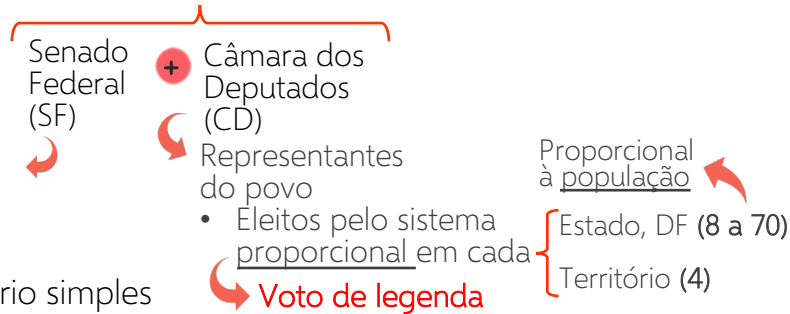 Senado
Federal
(SF)
+
Câmara dos
Deputados
(CD)
Representantes
do povo
• Eleitos pelo sistema
proporcional em cada
Voto de legenda
Proporcional
à população
Estado, DF (8 a 70)
Território (4)
rio simples